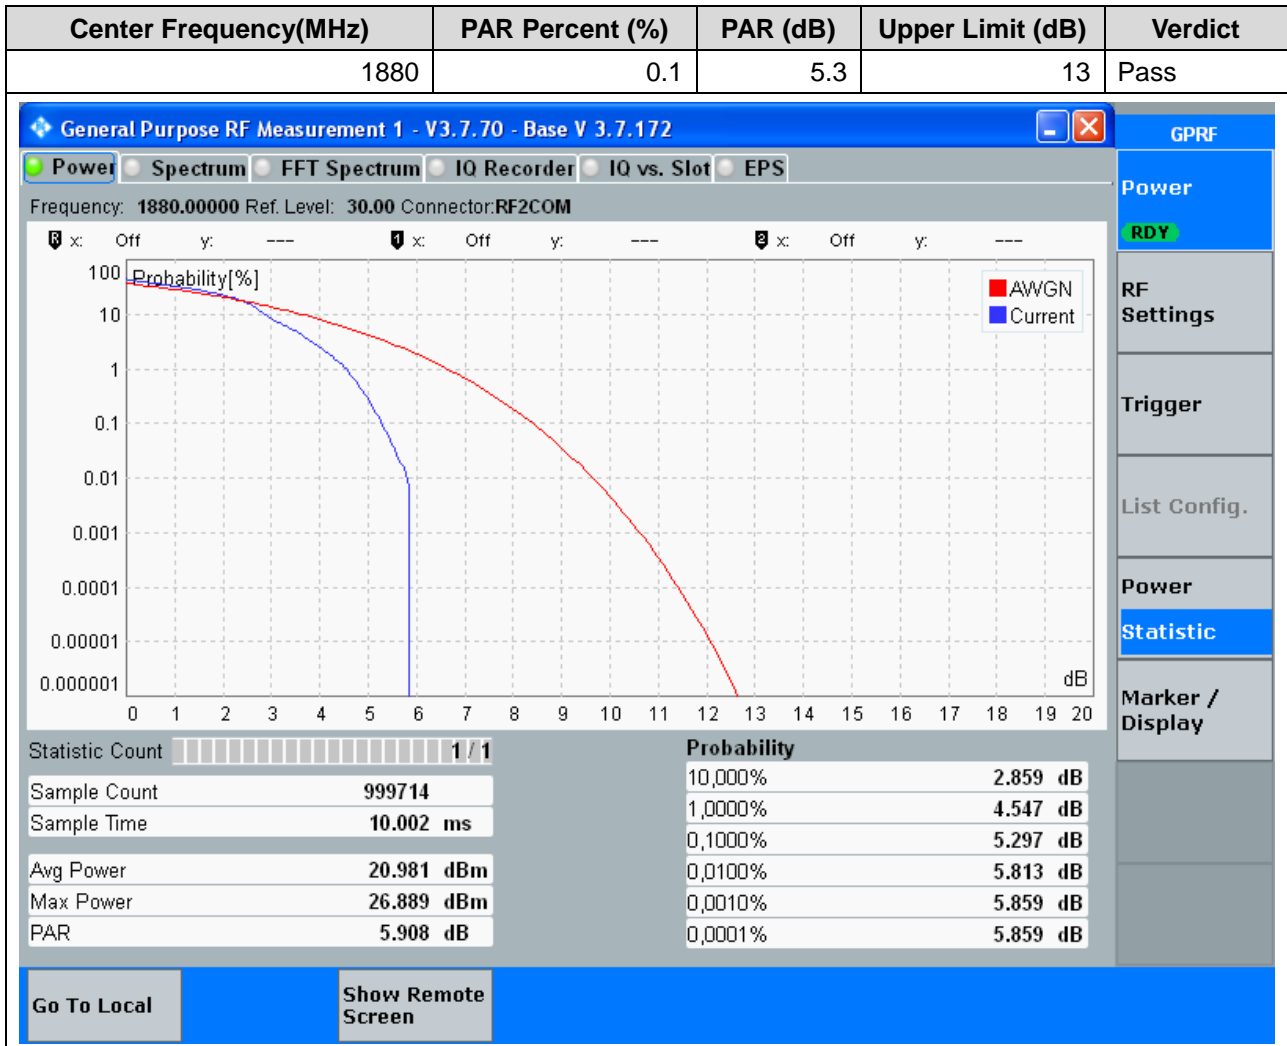 Center Frequency(MHz) PAR Percent (%) PAR (dB) Upper Limit (dB) Verdict
1880 0.1 5.3 13 Pass
General Purpose RF Measurement 1 - V3.7.70 - Base V 3.7.172
GPRF
Power Spectrum FFT Spectrum IQ Recorder IQ vs. Slot EPS
Power
RDY
Frequency: 1880.00000 Ref. Level: 30.00 Connector:RF2COM
R x: Off y: --- 1 x: Off y: --- 2 x: Off y: ---
Probability[%]
AWGN
Current
100
10
1
0.1
0.01
0.001
0.0001
0.00001
0.000001
dB
0 1 2 3 4 5 6 7 8 9 10 11 12 13 14 15 16 17 18 19 20
RF
Settings
Trigger
List Config.
Power
Statistic
Marker /
Display
Statistic Count 1 / 1
Sample Count 999714
Sample Time 10.002 ms
Avg Power 20.981 dBm
Max Power 26.889 dBm
PAR 5.908 dB
Probability
10,000% 2.859 dB
1,0000% 4.547 dB
0,1000% 5.297 dB
0,0100% 5.813 dB
0,0010% 5.859 dB
0,0001% 5.859 dB
Go To Local
Show Remote
Screen